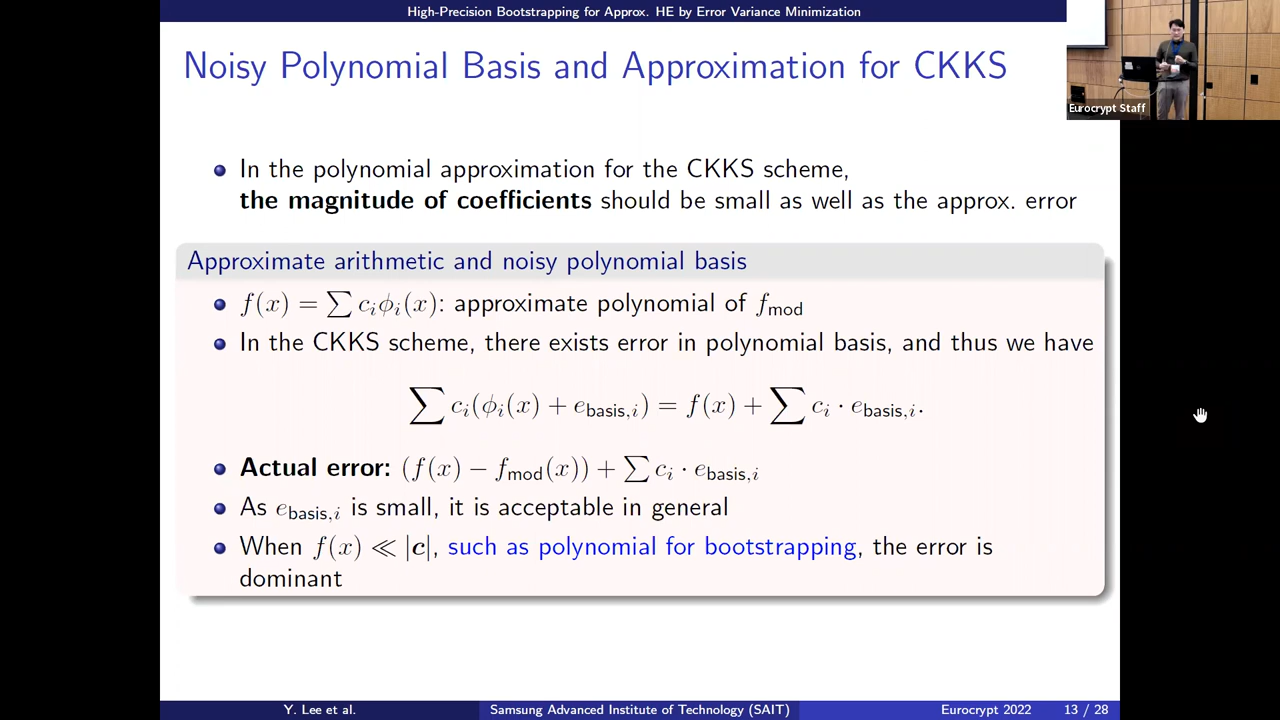 High-Precision Bootstrapping for Approx. HE by Error Variance Minimization
Noisy Polynomial Basis and Approximation for CKKS
Eurocrypt Staff
In the polynomial approximation for the CKKS scheme,
the magnitude of coefficients should be small as well as the approx. error
Approximate arithmetic and noisy polynomial basis
f(x) = ∑ c_i ϕ_i(x): approximate polynomial of f_mod
In the CKKS scheme, there exists error in polynomial basis, and thus we have
∑ c_i(ϕ_i(x) + e_basis,i) = f(x) + ∑ c_i · e_basis,i.
Actual error: (f(x) − f_mod(x)) + ∑ c_i · e_basis,i
As e_basis,i is small, it is acceptable in general
When f(x) ≪ |c|, such as polynomial for bootstrapping, the error is
dominant
Y. Lee et al. Samsung Advanced Institute of Technology (SAIT) Eurocrypt 2022 13 / 28